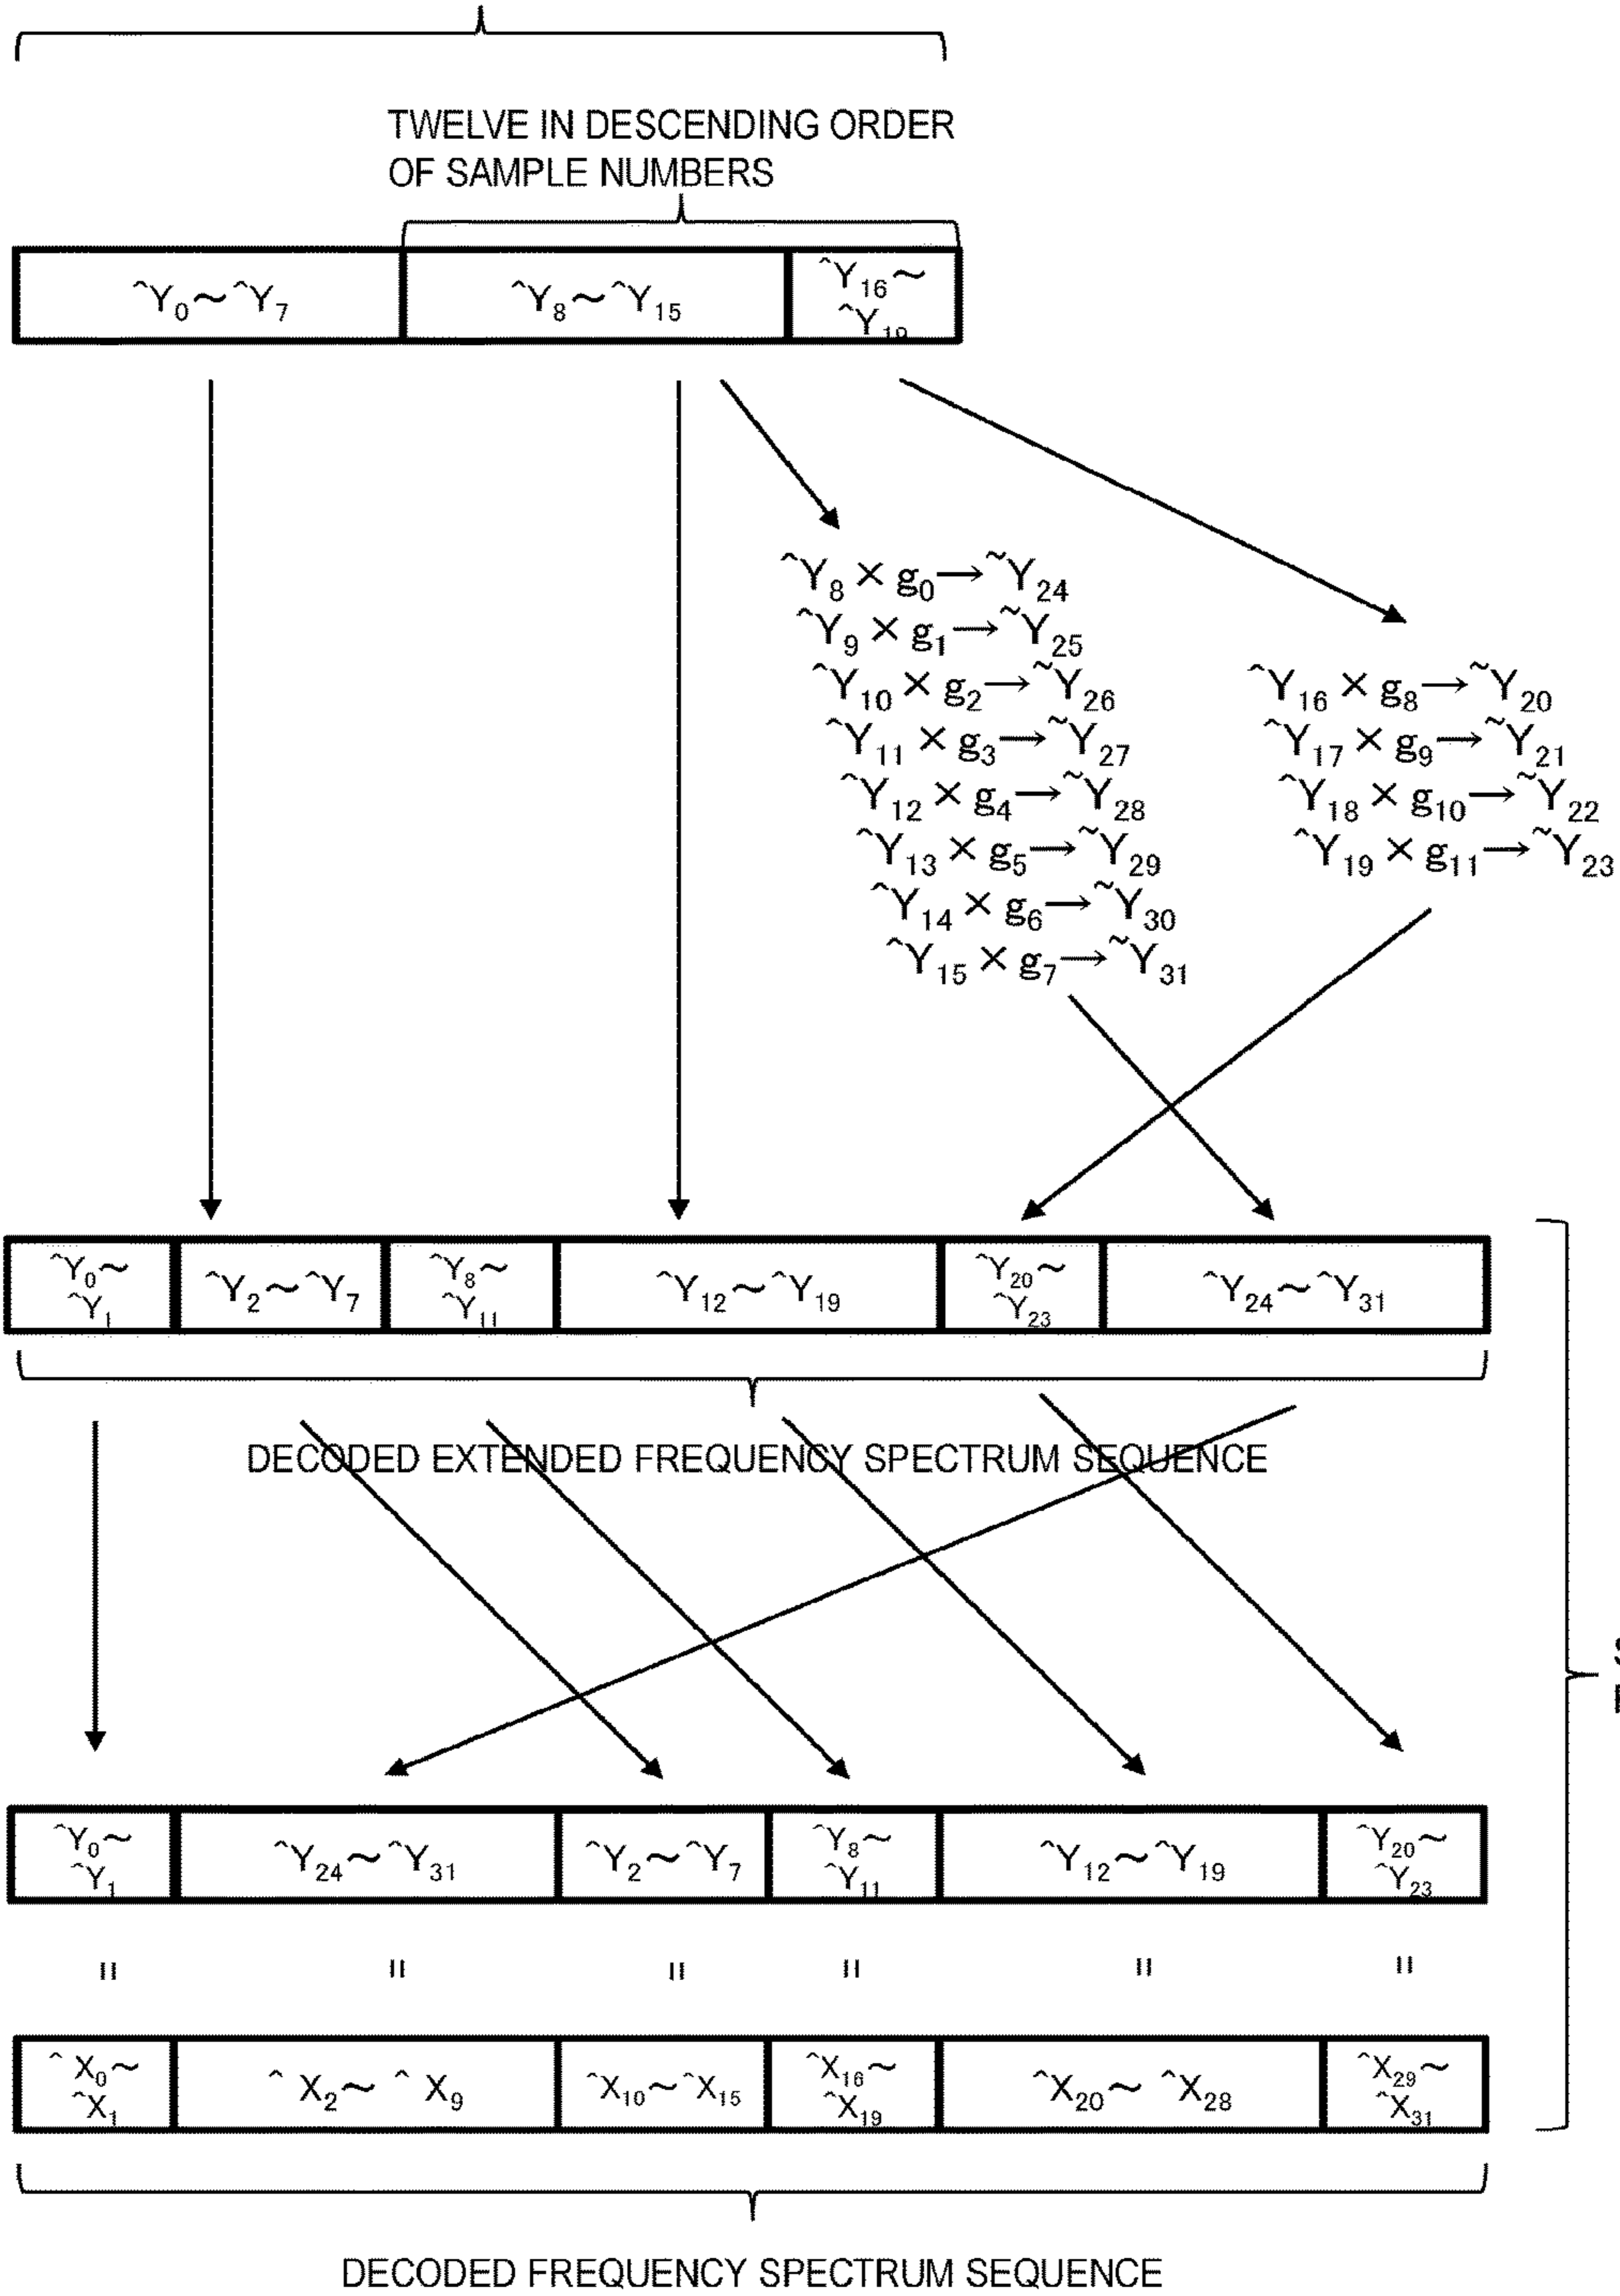 TWELVE IN DESCENDING ORDER
OF SAMPLE NUMBERS
^Y0～^Y7
^Y8～^Y15
^Y16～
^Y19
^Y8 × g0→~Y24
^Y9 × g1→~Y25
^Y10 × g2→~Y26
^Y11 × g3→~Y27
^Y12 × g4→~Y28
^Y13 × g5→~Y29
^Y14 × g6→~Y30
^Y15 × g7→~Y31
^Y16 × g8→~Y20
^Y17 × g9→~Y21
^Y18 × g10→~Y22
^Y19 × g11→~Y23
^Y0～
^Y1
^Y2～^Y7
^Y8～
^Y11
^Y12～^Y19
^Y20～
^Y23
^Y24～^Y31
DECODED EXTENDED FREQUENCY SPECTRUM SEQUENCE
^Y0～
^Y1
^Y24～^Y31
^Y2～^Y7
^Y8～
^Y11
^Y12～^Y19
^Y20～
^Y23
= = = = = =
^X0～
^X1
^X2～ ^X9
^X10～^X15
^X16～
^X19
^X20～ ^X28
^X29～
^X31
DECODED FREQUENCY SPECTRUM SEQUENCE